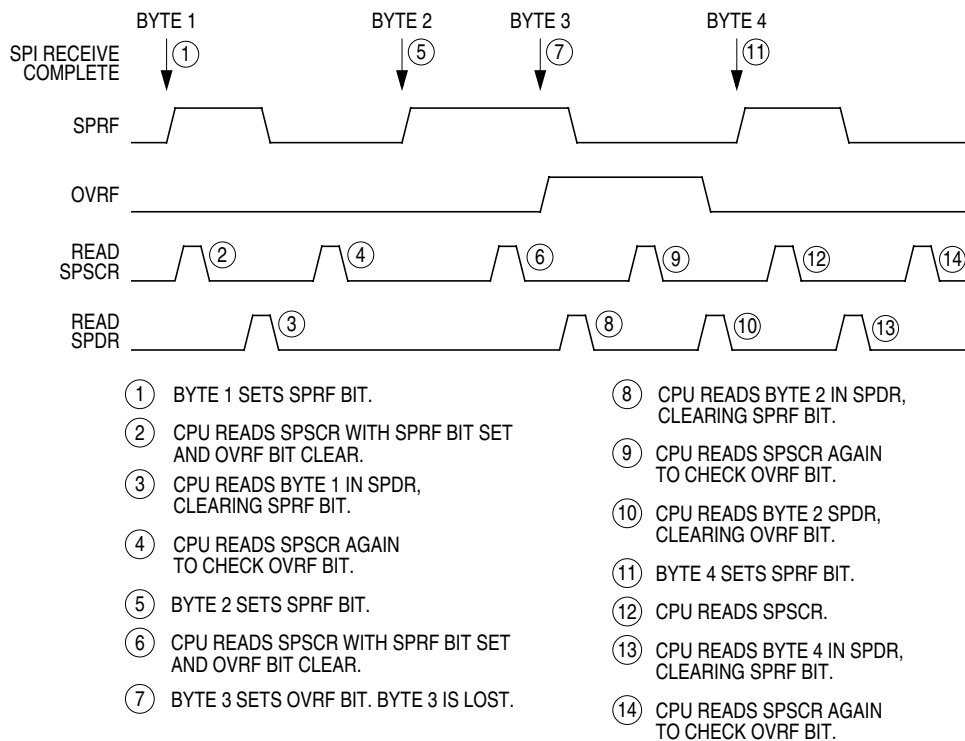 BYTE 1 BYTE 2 BYTE 3 BYTE 4
SPI RECEIVE
COMPLETE
1 5 7 11
SPRF
OVRF
READ
SPSCR
2 4 6 9 12 14
READ
SPDR
3 8 10 13
1 BYTE 1 SETS SPRF BIT.
2 CPU READS SPSCR WITH SPRF BIT SET
AND OVRF BIT CLEAR.
3 CPU READS BYTE 1 IN SPDR,
CLEARING SPRF BIT.
4 CPU READS SPSCR AGAIN
TO CHECK OVRF BIT.
5 BYTE 2 SETS SPRF BIT.
6 CPU READS SPSCR WITH SPRF BIT SET
AND OVRF BIT CLEAR.
7 BYTE 3 SETS OVRF BIT. BYTE 3 IS LOST.
8 CPU READS BYTE 2 IN SPDR,
CLEARING SPRF BIT.
9 CPU READS SPSCR AGAIN
TO CHECK OVRF BIT.
10 CPU READS BYTE 2 SPDR,
CLEARING OVRF BIT.
11 BYTE 4 SETS SPRF BIT.
12 CPU READS SPSCR.
13 CPU READS BYTE 4 IN SPDR,
CLEARING SPRF BIT.
14 CPU READS SPSCR AGAIN
TO CHECK OVRF BIT.